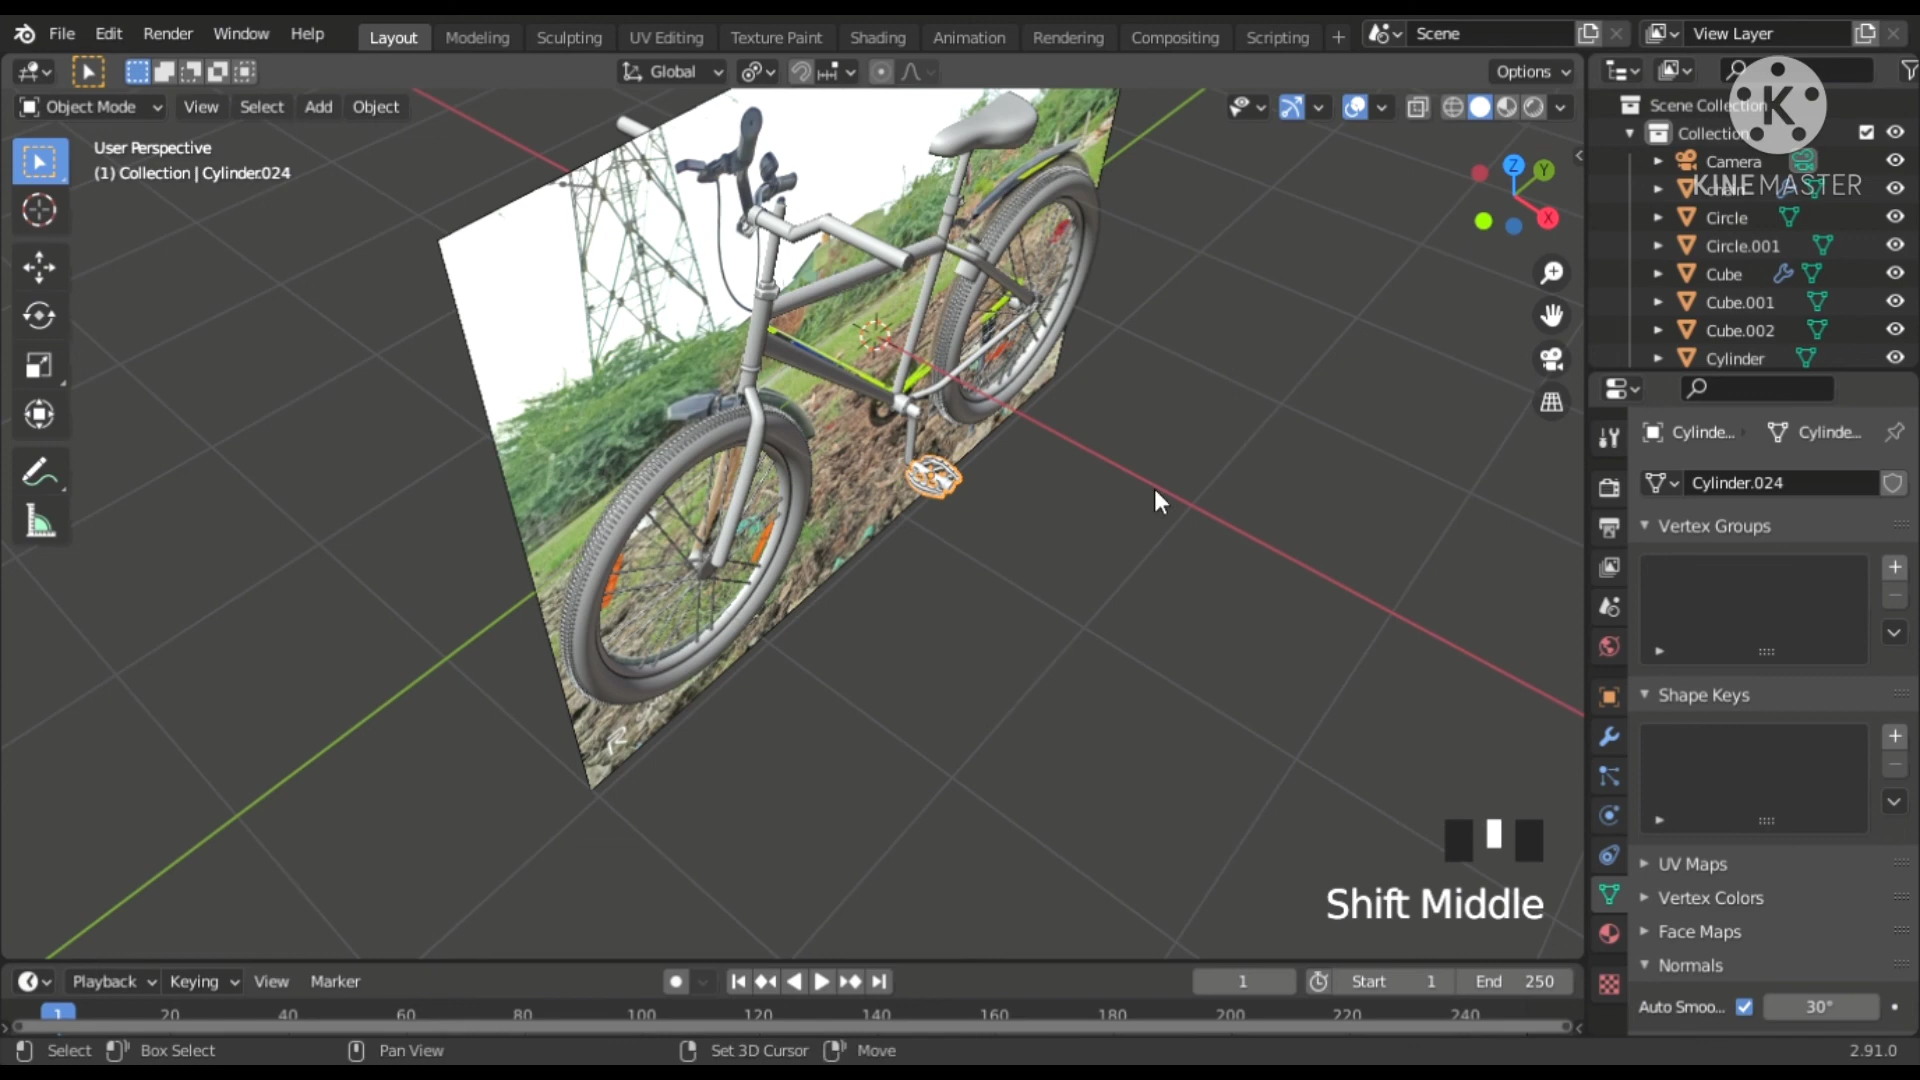 File Edit Render Window Help Layout Modeling Sculpting UV Editing Texture Paint Shading Animation Rendering Compositing Scripting + Scene View Layer
Global Options
Object Mode View Select Add Object
User Perspective
(1) Collection | Cylinder.024
Z Y X
K
KINEMASTER
Scene Collection
Collection
Camera
Circle
Circle.001
Cube
Cube.001
Cube.002
Cylinder
Cylinde... Cylinde...
Cylinder.024
Vertex Groups
Shape Keys
UV Maps
Vertex Colors
Face Maps
Normals
Auto Smoo... 30°
Shift Middle
Playback Keying View Marker 1 Start 1 End 250
1 20 40 60 80 100 120 140 160 180 200 220 240
Select Box Select Pan View Set 3D Cursor Move 2.91.0